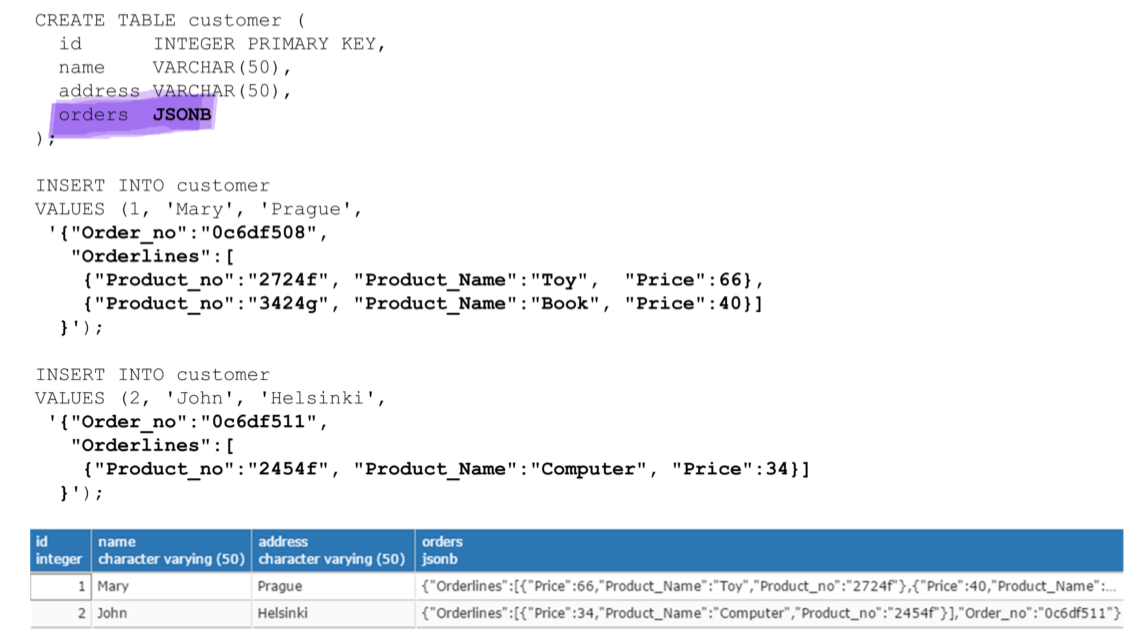 CREATE TABLE customer (
  id      INTEGER PRIMARY KEY,
  name    VARCHAR(50),
  address VARCHAR(50),
  orders  JSONB
);
INSERT INTO customer
VALUES (1, 'Mary', 'Prague',
 '{"Order_no":"0c6df508",
   "Orderlines":[
    {"Product_no":"2724f", "Product_Name":"Toy",  "Price":66},
    {"Product_no":"3424g", "Product_Name":"Book", "Price":40}]
  }');
INSERT INTO customer
VALUES (2, 'John', 'Helsinki',
 '{"Order_no":"0c6df511",
   "Orderlines":[
    {"Product_no":"2454f", "Product_Name":"Computer", "Price":34}]
  }');
id name address orders
integer character varying (50) character varying (50) jsonb
1 Mary Prague {"Orderlines":[{"Price":66,"Product_Name":"Toy","Product_no":"2724f"},{"Price":40,"Product_Name":...
2 John Helsinki {"Orderlines":[{"Price":34,"Product_Name":"Computer","Product_no":"2454f"}],"Order_no":"0c6df511"}